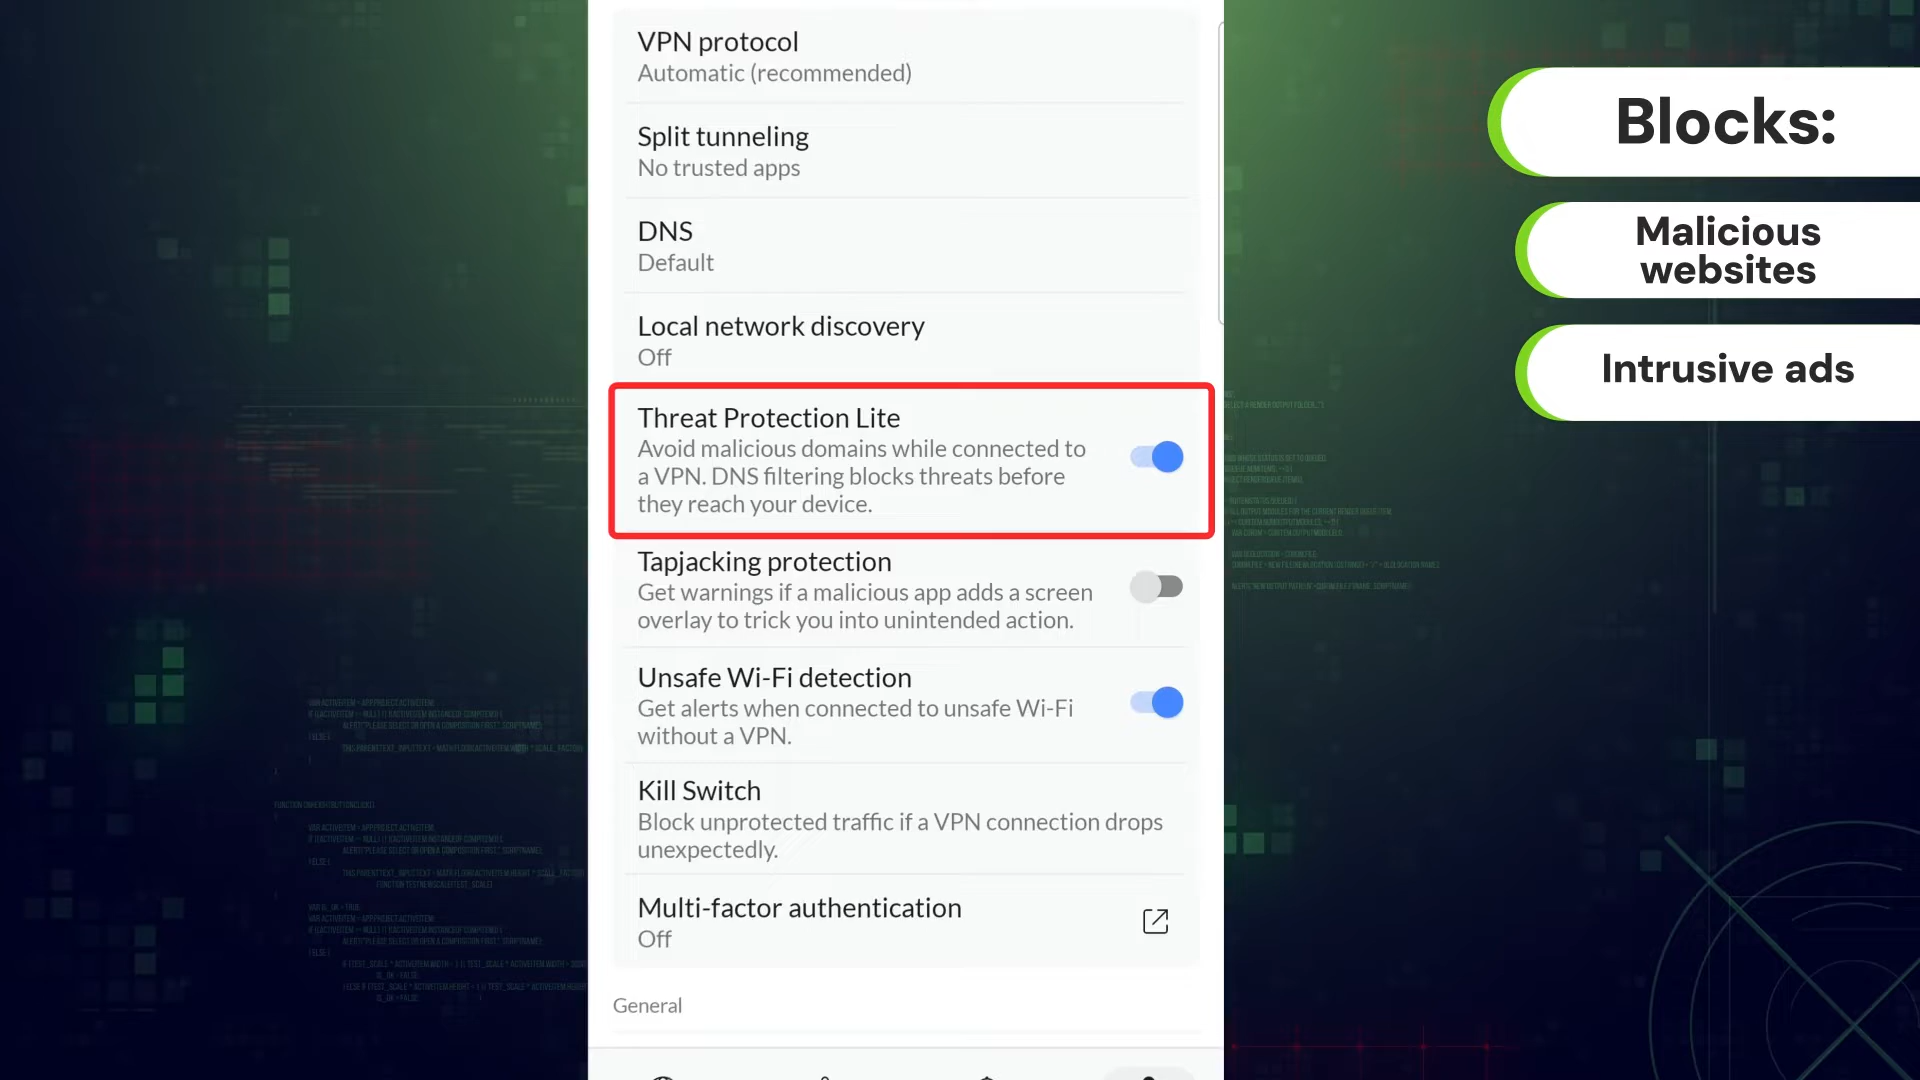 VPN protocol
Automatic (recommended)
Split tunneling
No trusted apps
DNS
Default
Local network discovery
Off
Threat Protection Lite
Avoid malicious domains while connected to
a VPN. DNS filtering blocks threats before
they reach your device.
Tapjacking protection
Get warnings if a malicious app adds a screen
overlay to trick you into unintended action.
Unsafe Wi-Fi detection
Get alerts when connected to unsafe Wi-Fi
without a VPN.
Kill Switch
Block unprotected traffic if a VPN connection drops
unexpectedly.
Multi-factor authentication
Off
General
Blocks:
Malicious
websites
Intrusive ads